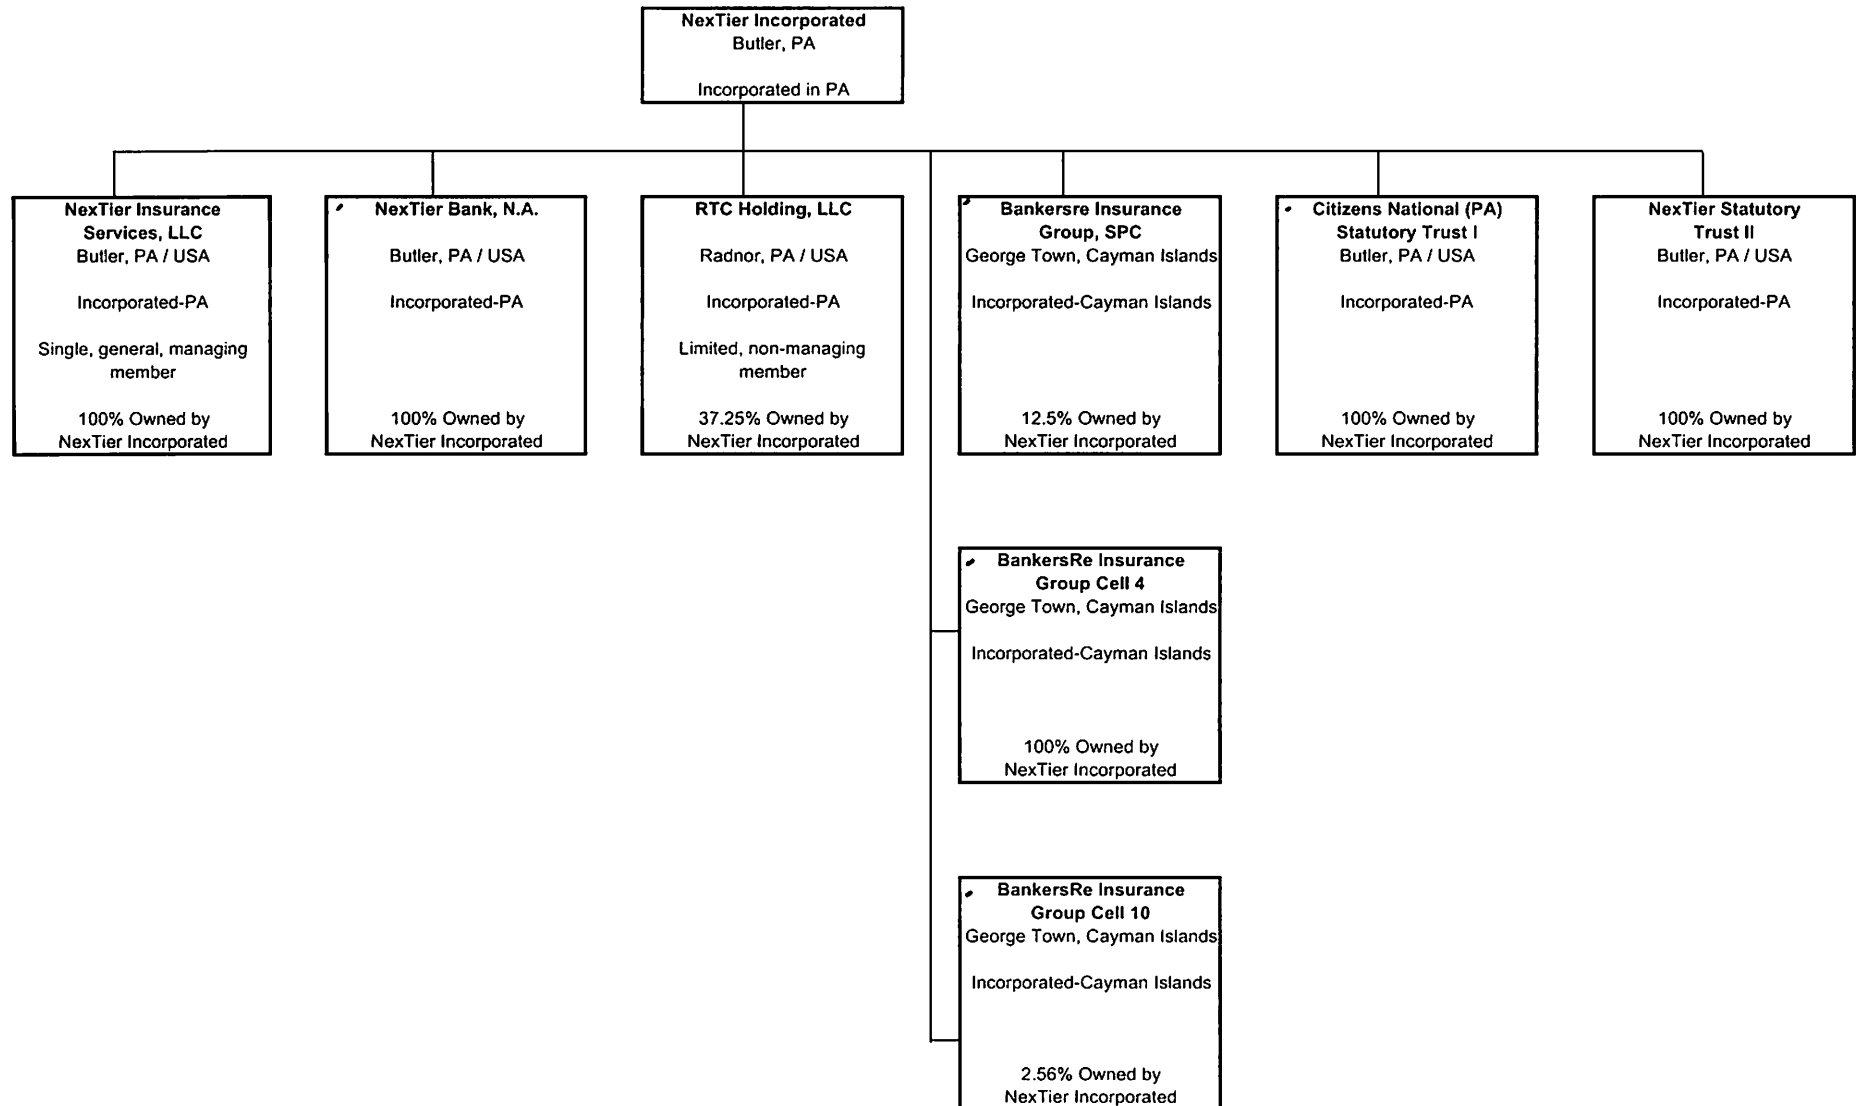 NexTier Incorporated
Butler, PA
Incorporated in PA
NexTier Insurance
Services, LLC
Butler, PA / USA
Incorporated-PA
Single, general, managing
member
100% Owned by
NexTier Incorporated
NexTier Bank, N.A.
Butler, PA / USA
Incorporated-PA
100% Owned by
NexTier Incorporated
RTC Holding, LLC
Radnor, PA / USA
Incorporated-PA
Limited, non-managing
member
37.25% Owned by
NexTier Incorporated
Bankersre Insurance
Group, SPC
George Town, Cayman Islands
Incorporated-Cayman Islands
12.5% Owned by
NexTier Incorporated
Citizens National (PA)
Statutory Trust I
Butler, PA / USA
Incorporated-PA
100% Owned by
NexTier Incorporated
NexTier Statutory
Trust II
Butler, PA / USA
Incorporated-PA
100% Owned by
NexTier Incorporated
BankersRe Insurance
Group Cell 4
George Town, Cayman Islands
Incorporated-Cayman Islands
100% Owned by
NexTier Incorporated
BankersRe Insurance
Group Cell 10
George Town, Cayman Islands
Incorporated-Cayman Islands
2.56% Owned by
NexTier Incorporated